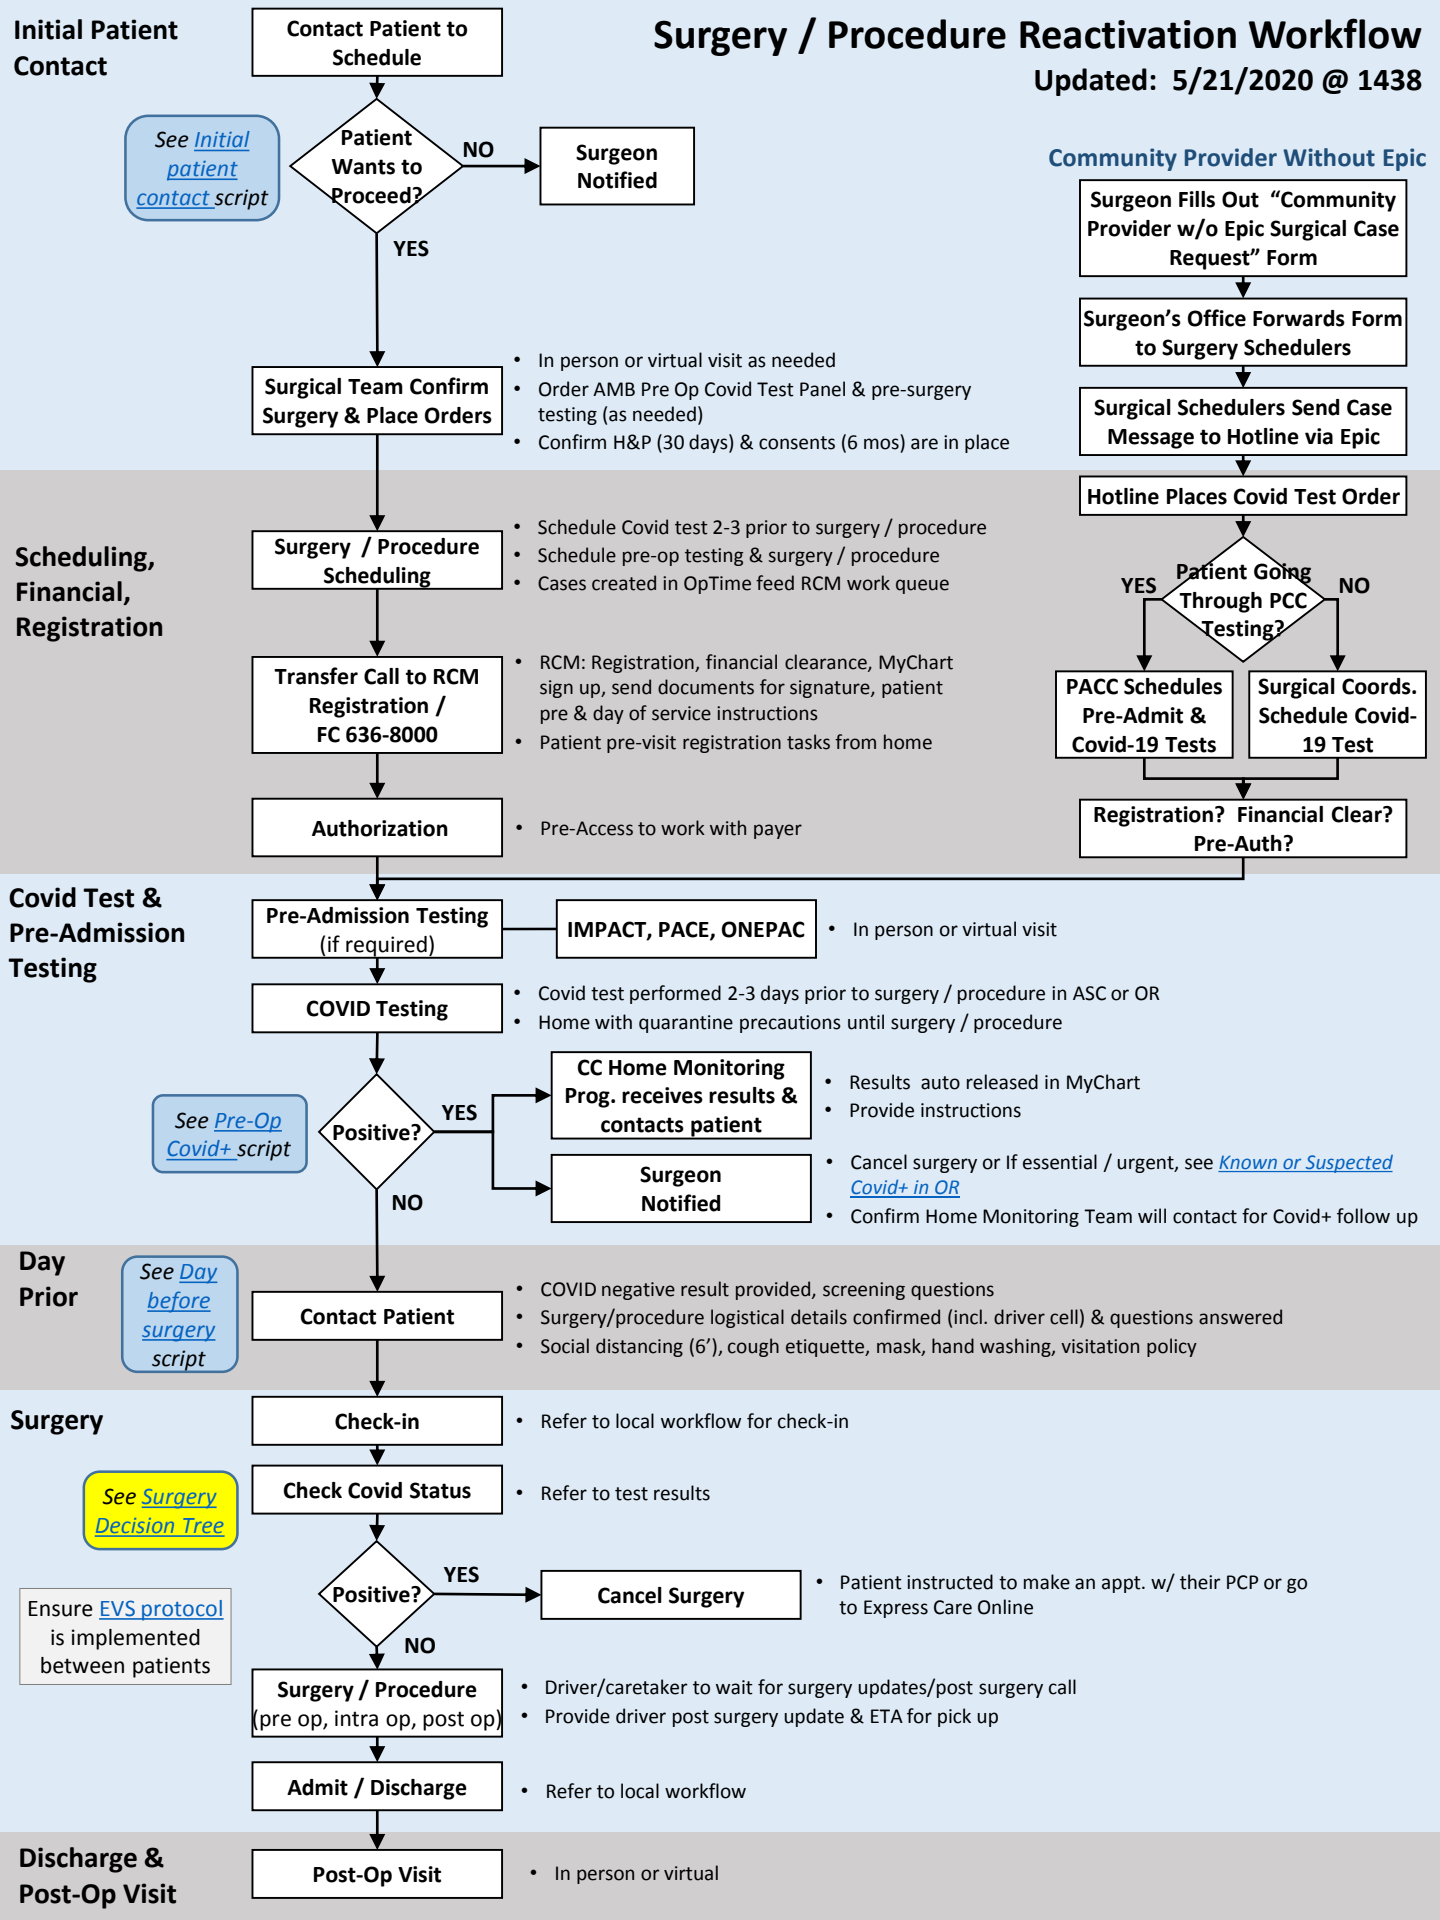 Initial Patient
Contact
Contact Patient to
Schedule
Surgery / Procedure Reactivation Workflow
Updated: 5/21/2020 @ 1438
See Initial
patient
contact script
Patient
Wants to
Proceed?
NO
Surgeon
Notified
YES
Community Provider Without Epic
Surgeon Fills Out “Community
Provider w/o Epic Surgical Case
Request” Form
Surgeon’s Office Forwards Form
to Surgery Schedulers
Surgical Schedulers Send Case
Message to Hotline via Epic
Surgical Team Confirm
Surgery & Place Orders
• In person or virtual visit as needed
• Order AMB Pre Op Covid Test Panel & pre-surgery
testing (as needed)
• Confirm H&P (30 days) & consents (6 mos) are in place
Scheduling,
Financial,
Registration
Surgery / Procedure
Scheduling
• Schedule Covid test 2-3 prior to surgery / procedure
• Schedule pre-op testing & surgery / procedure
• Cases created in OpTime feed RCM work queue
Transfer Call to RCM
Registration /
FC 636-8000
• RCM: Registration, financial clearance, MyChart
sign up, send documents for signature, patient
pre & day of service instructions
• Patient pre-visit registration tasks from home
Authorization
• Pre-Access to work with payer
Hotline Places Covid Test Order
Patient Going
Through PCC
Testing?
YES
NO
PACC Schedules
Pre-Admit &
Covid-19 Tests
Surgical Coords.
Schedule Covid-
19 Test
Registration? Financial Clear?
Pre-Auth?
Covid Test &
Pre-Admission
Testing
Pre-Admission Testing
(if required)
IMPACT, PACE, ONEPAC
• In person or virtual visit
COVID Testing
• Covid test performed 2-3 days prior to surgery / procedure in ASC or OR
• Home with quarantine precautions until surgery / procedure
See Pre-Op
Covid+ script
Positive?
YES
NO
CC Home Monitoring
Prog. receives results &
contacts patient
• Results auto released in MyChart
• Provide instructions
Surgeon
Notified
• Cancel surgery or If essential / urgent, see Known or Suspected
Covid+ in OR
• Confirm Home Monitoring Team will contact for Covid+ follow up
Day
Prior
See Day
before
surgery
script
Contact Patient
• COVID negative result provided, screening questions
• Surgery/procedure logistical details confirmed (incl. driver cell) & questions answered
• Social distancing (6’), cough etiquette, mask, hand washing, visitation policy
Surgery
Check-in
• Refer to local workflow for check-in
See Surgery
Decision Tree
Check Covid Status
• Refer to test results
Positive?
YES
NO
Cancel Surgery
• Patient instructed to make an appt. w/ their PCP or go
to Express Care Online
Ensure EVS protocol
is implemented
between patients
Surgery / Procedure
(pre op, intra op, post op)
• Driver/caretaker to wait for surgery updates/post surgery call
• Provide driver post surgery update & ETA for pick up
Admit / Discharge
• Refer to local workflow
Discharge &
Post-Op Visit
Post-Op Visit
• In person or virtual